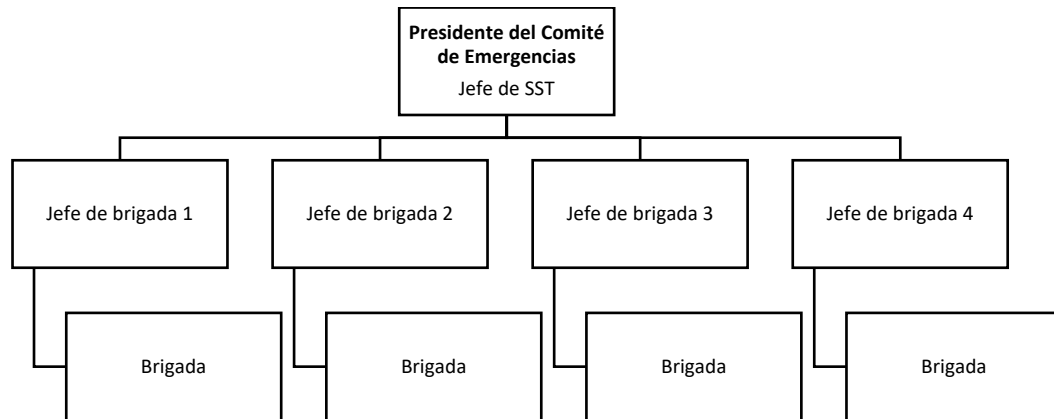 Presidente del Comité
de Emergencias
Jefe de SST
Jefe de brigada 1
Jefe de brigada 2
Jefe de brigada 3
Jefe de brigada 4
Brigada
Brigada
Brigada
Brigada